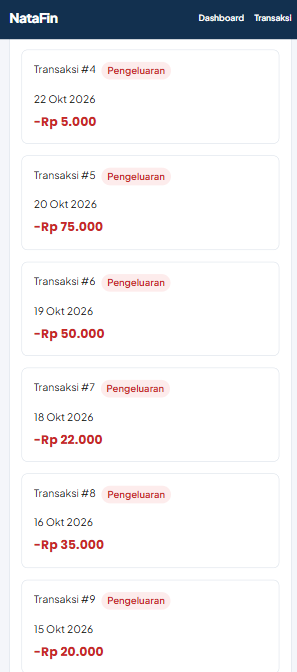 NataFin Dashboard Transaksi
Transaksi #4 Pengeluaran
22 Okt 2026
-Rp 5.000
Transaksi #5 Pengeluaran
20 Okt 2026
-Rp 75.000
Transaksi #6 Pengeluaran
19 Okt 2026
-Rp 50.000
Transaksi #7 Pengeluaran
18 Okt 2026
-Rp 22.000
Transaksi #8 Pengeluaran
16 Okt 2026
-Rp 35.000
Transaksi #9 Pengeluaran
15 Okt 2026
-Rp 20.000